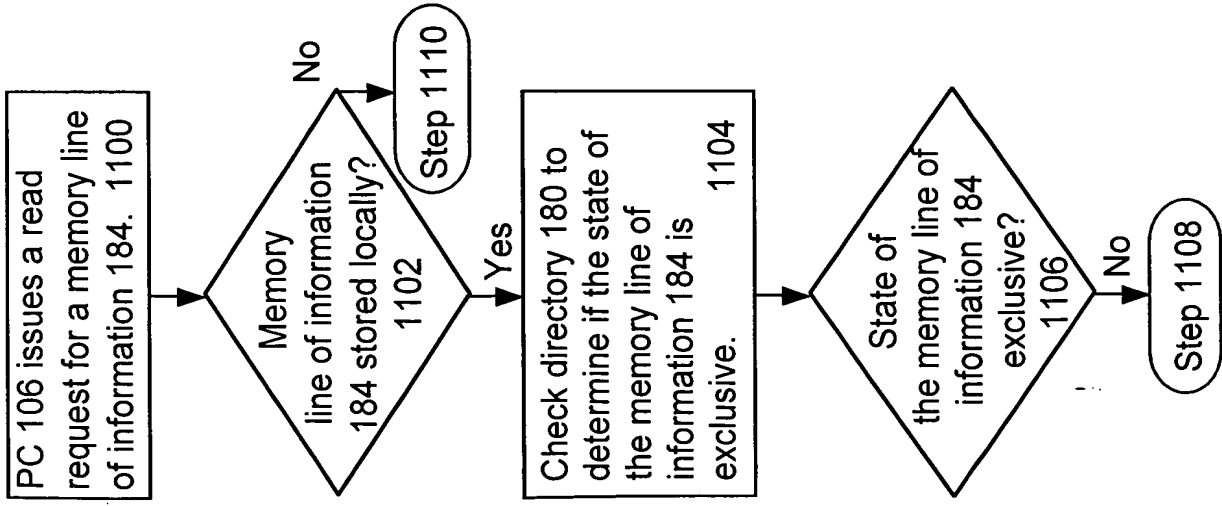 PC 106 issues a read
request for a memory line
of information 184. 1100
Memory
line of information
184 stored locally?
1102
No
Step 1110
Yes
Check directory 180 to
determine if the state of
the memory line of
information 184 is
exclusive. 1104
State of
the memory line of
information 184
exclusive?
1106
No
Step 1108